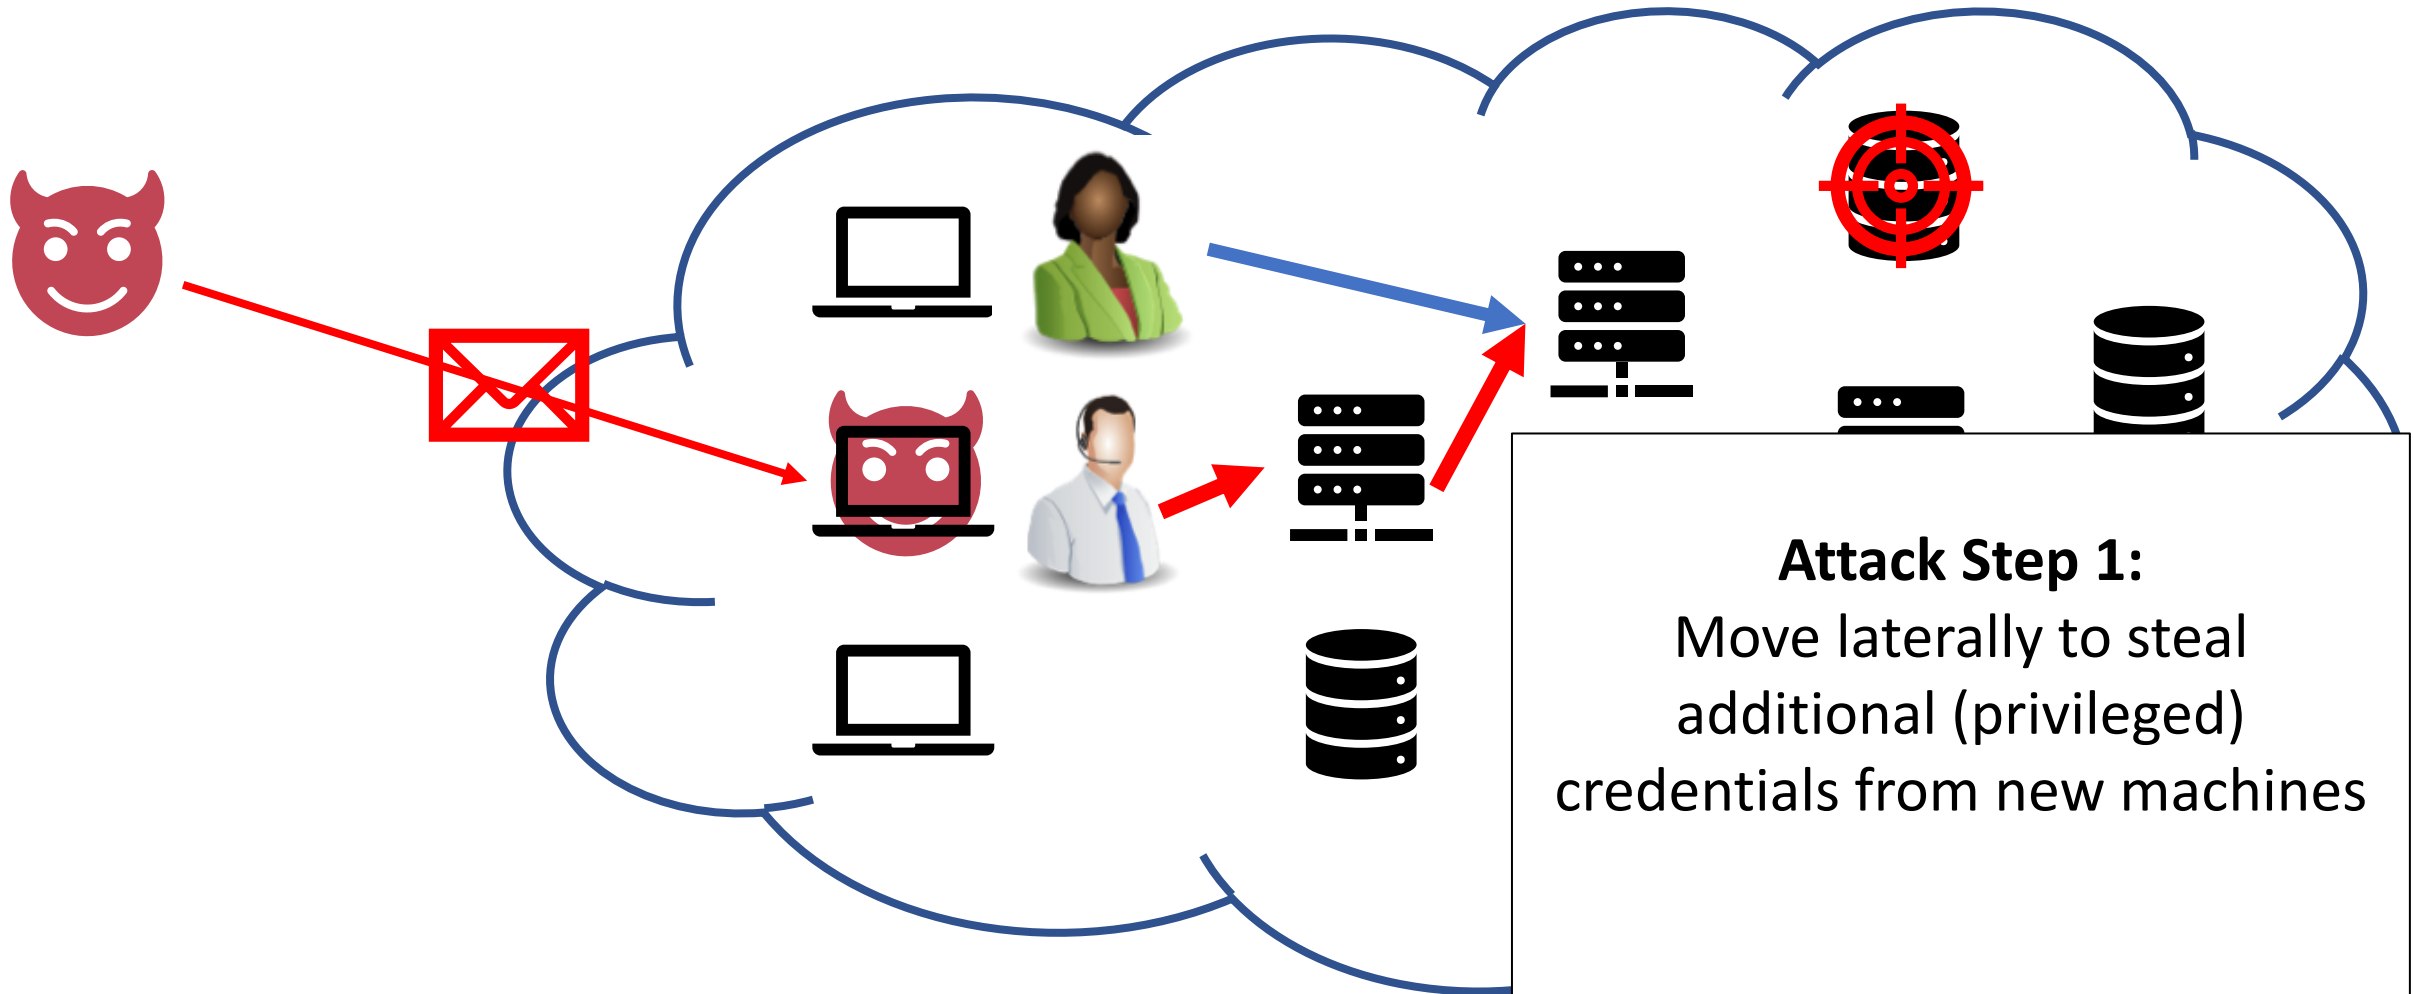 Attack Step 1:
Move laterally to steal
additional (privileged)
credentials from new machines